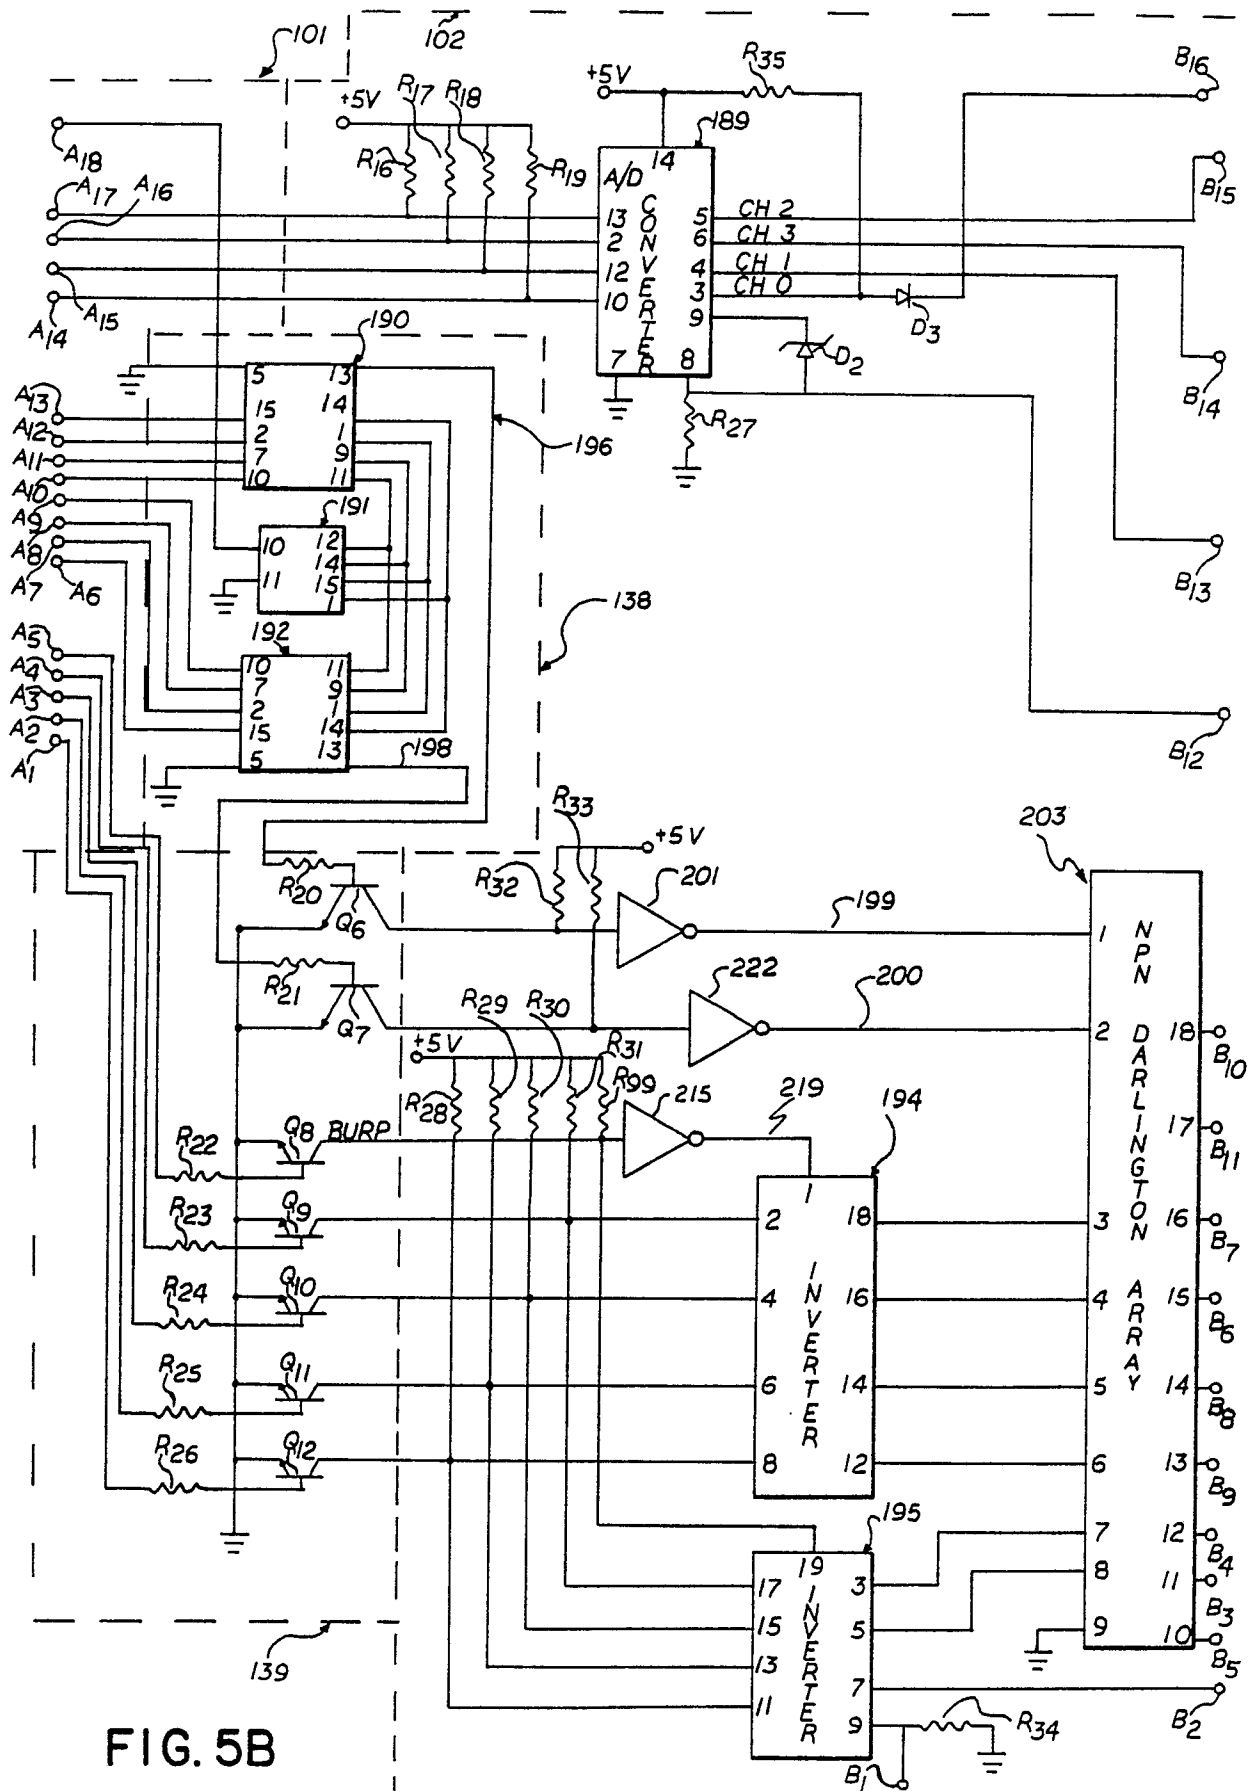 102
101
R35
B16
+5V
+5V
R17
R18
189
A18
R16
R19
14
A/D
CONVERTER
B15
A17
A16
13
2
12
10
5
6
4
3
9
7
8
CH 2
CH 3
CH 1
CH 0
D3
D2
A15
A14
190
B14
R27
196
A13
A12
A11
A10
A9
A8
A7
A6
5
15
2
7
10
13
14
1
9
11
191
10
11
12
14
15
1
B13
138
192
A5
A4
A3
A2
A1
10
7
2
15
5
11
9
1
14
13
198
B12
R33
+5V
203
R20
Q6
R32
201
199
1
NPN DARLINGTON ARRAY
R21
Q7
R29
R30
222
200
2
18
B10
+5V
R31
R28
R99
215
219
194
17
B11
R22
Q8
BURP
1
R23
Q9
2
18
3
16
B7
INVERTER
R24
Q10
4
16
4
15
B6
R25
Q11
6
14
5
14
B8
R26
Q12
8
12
6
13
B9
195
7
12
B4
19
INVERTER
17
3
8
11
B3
15
5
9
10
B5
139
13
11
7
B2
9
R34
B1
FIG. 5B